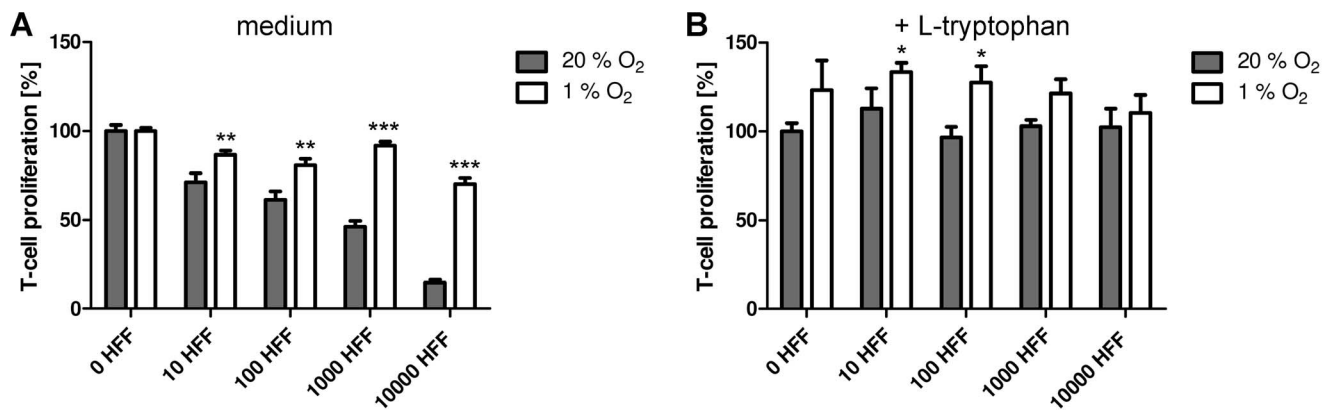 A
medium
T-cell proliferation [%]
150
100
50
0
**
**
***
***
0 HFF
10 HFF
100 HFF
1000 HFF
10000 HFF
20 % O₂
1 % O₂
B
+ L-tryptophan
T-cell proliferation [%]
150
100
50
0
*
*
0 HFF
10 HFF
100 HFF
1000 HFF
10000 HFF
20 % O₂
1 % O₂